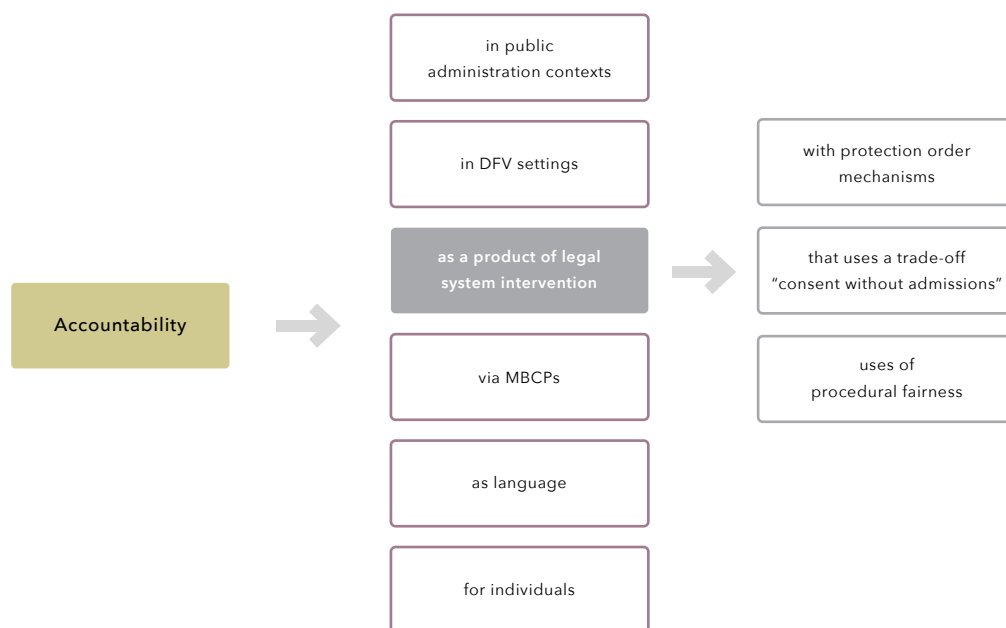 Accountability
in public
administration contexts
in DFV settings
as a product of legal
system intervention
via MBCPs
as language
for individuals
with protection order
mechanisms
that uses a trade-off
“consent without admissions”
uses of
procedural fairness